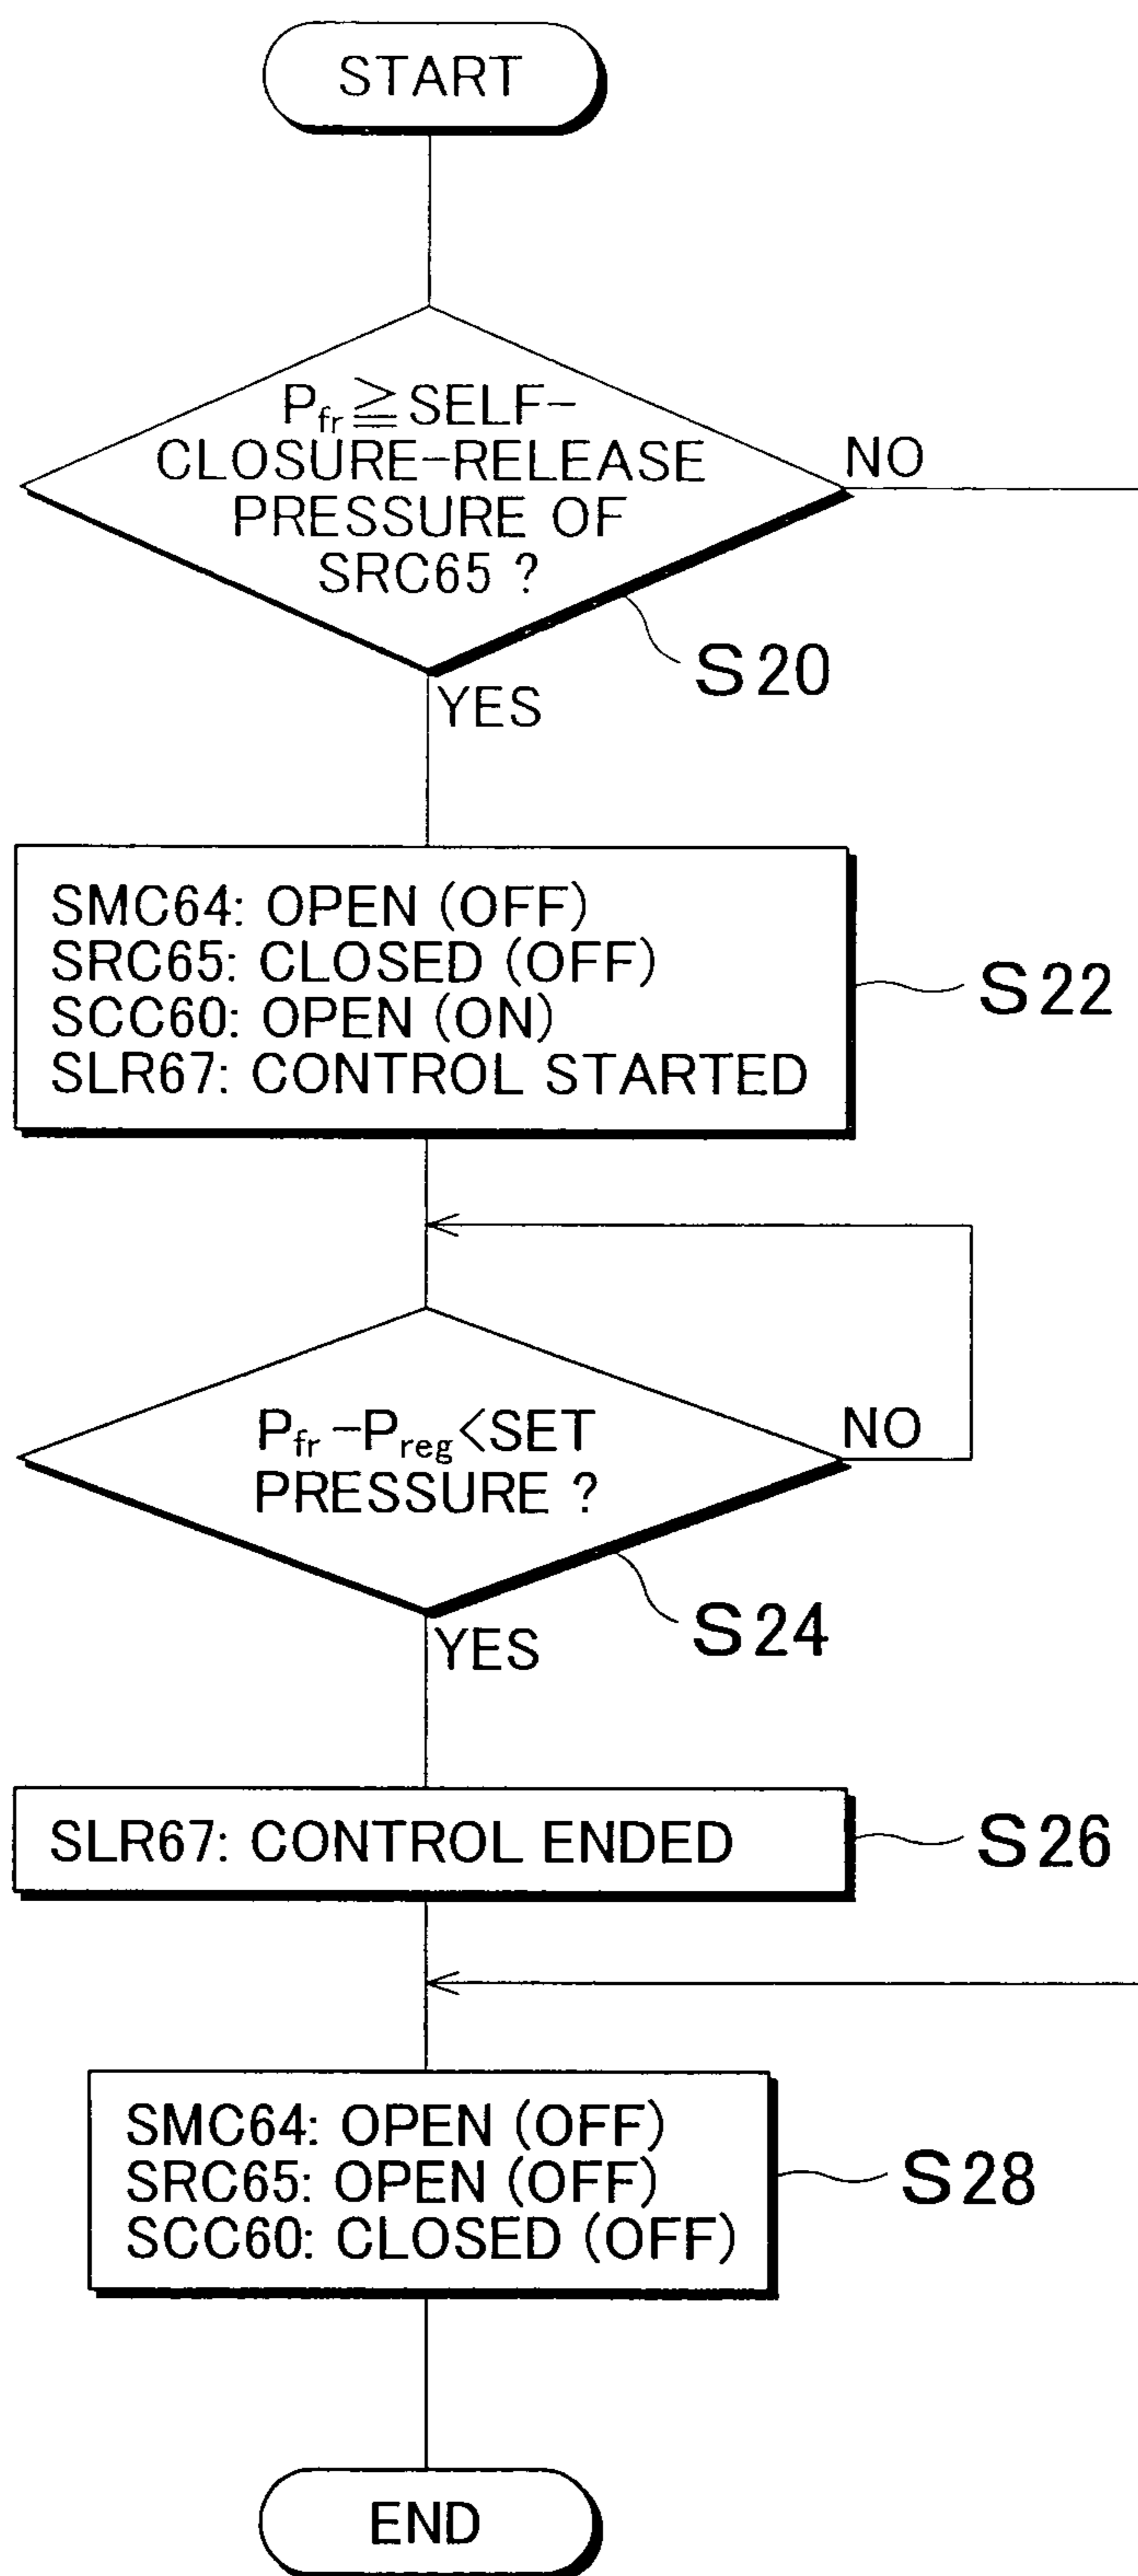 START
Pfr≧SELF-
CLOSURE-RELEASE
PRESSURE OF
SRC65 ?
NO
S20
YES
SMC64: OPEN (OFF)
SRC65: CLOSED (OFF)
SCC60: OPEN (ON)
SLR67: CONTROL STARTED
S22
Pfr-Preg<SET
PRESSURE ?
NO
S24
YES
SLR67: CONTROL ENDED
S26
SMC64: OPEN (OFF)
SRC65: OPEN (OFF)
SCC60: CLOSED (OFF)
S28
END